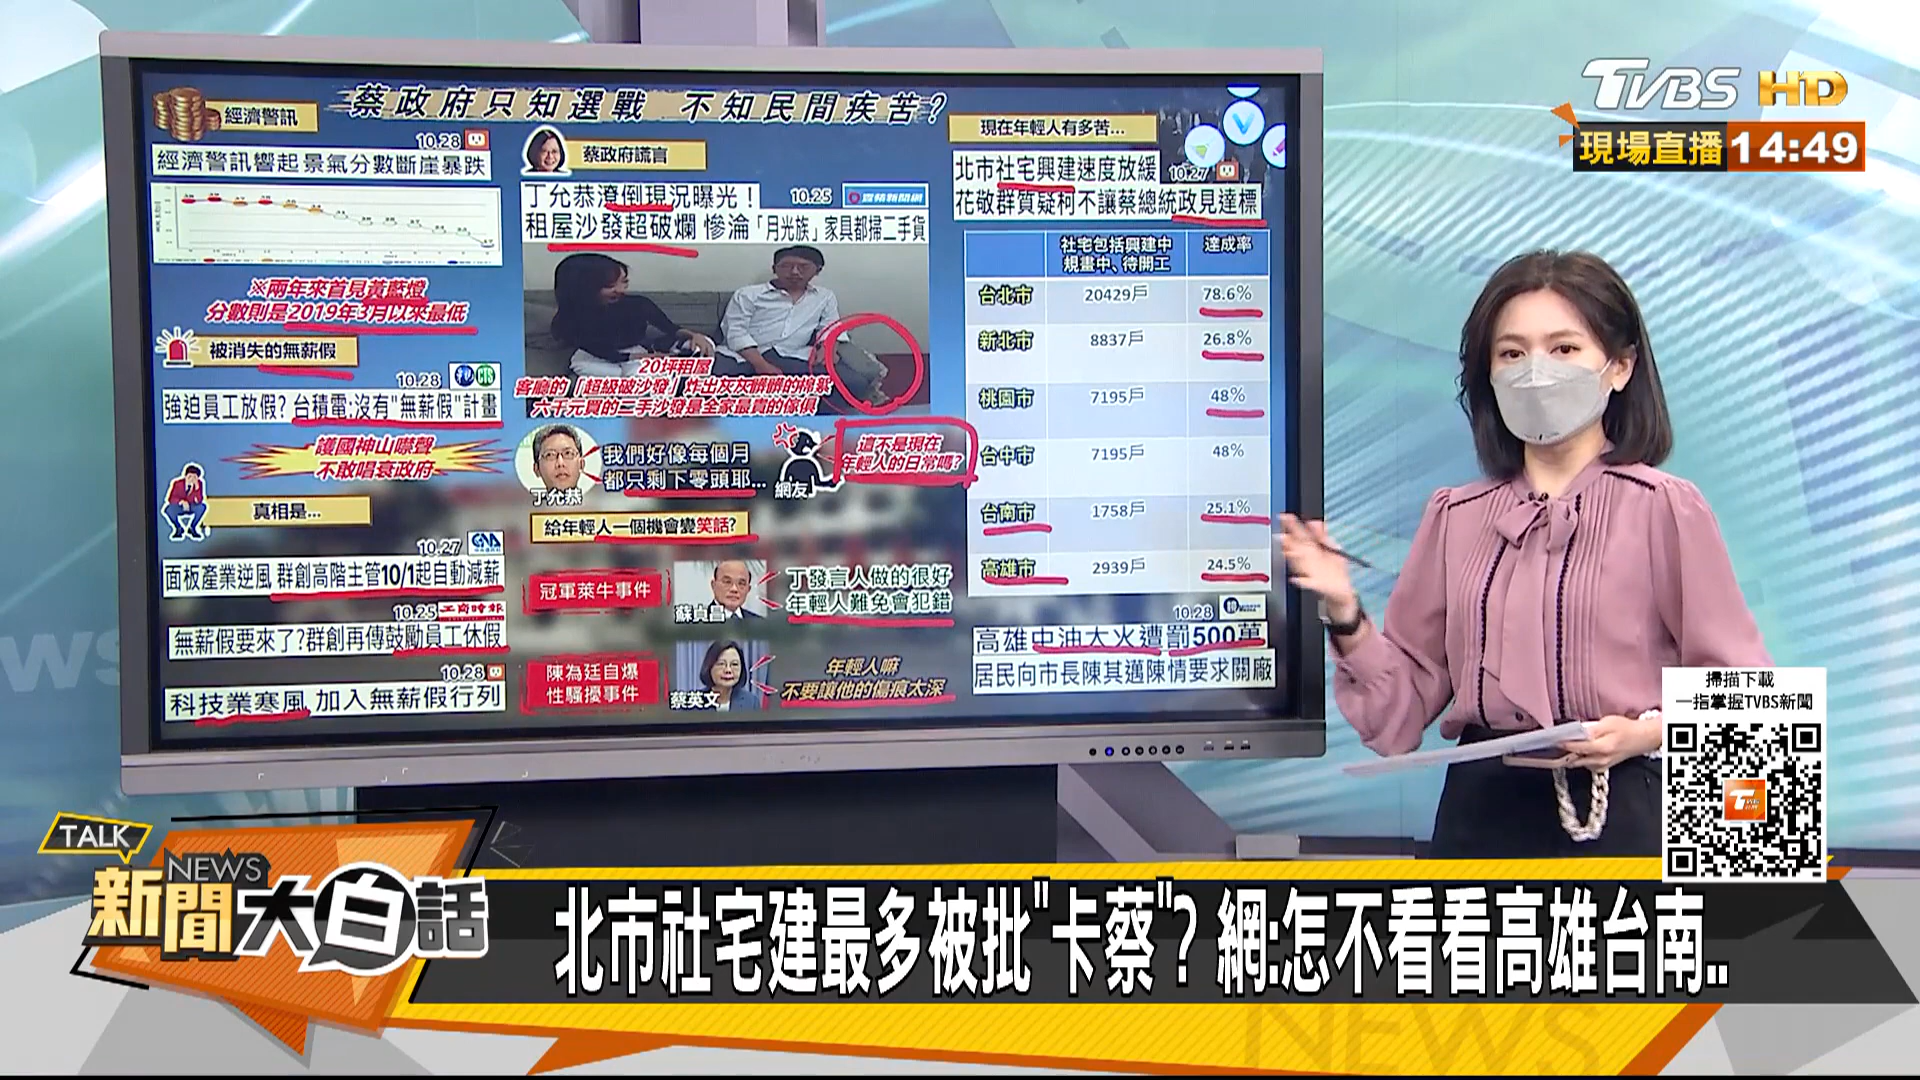 蔡政府只知選戰 不知民間疾苦?
經濟警訊
10.28
經濟警訊響起 景氣分數斷崖暴跌
※兩年來首見黃藍燈
分數則是2019年3月以來最低
被消失的無薪假
10.28
CTS
強迫員工放假? 台積電:沒有"無薪假"計畫
護國神山噤聲
不敢唱衰政府
真相是...
10.27
CNA
面板產業逆風 群創高階主管10/1起自動減薪
10.25
工商時報
無薪假要來了?群創再傳鼓勵員工休假
10.28
科技業寒風 加入無薪假行列
蔡政府謊言
丁允恭潦倒現況曝光!
10.25
租屋沙發超破爛 慘淪「月光族」家具都掃二手貨
20坪租屋
客廳的「超級破沙發」炸出灰灰髒髒的棉絮
六千元買的二手沙發是全家最貴的傢俱
我們好像每個月
都只剩下零頭耶...
丁允恭
網友
這不是現在
年輕人的日常嗎?
給年輕人一個機會變笑話?
冠軍萊牛事件
蘇貞昌
丁發言人做的很好
年輕人難免會犯錯
陳為廷自爆
性騷擾事件
蔡英文
年輕人嘛
不要讓他的傷痕太深
現在年輕人有多苦...
北市社宅興建速度放緩
10.27
花敬群質疑柯不讓蔡總統政見達標
社宅包括興建中
規畫中、待開工
達成率
台北市 20429戶 78.6%
新北市 8837戶 26.8%
桃園市 7195戶 48%
台中市 7195戶 48%
台南市 1758戶 25.1%
高雄市 2939戶 24.5%
10.28
高雄中油大火遭罰500萬
居民向市長陳其邁陳情要求關廠
TVBS HD
現場直播 14:49
掃描下載
一指掌握TVBS新聞
TALK
NEWS
新聞大白話
北市社宅建最多被批"卡蔡"? 網:怎不看看高雄台南..
NEWS